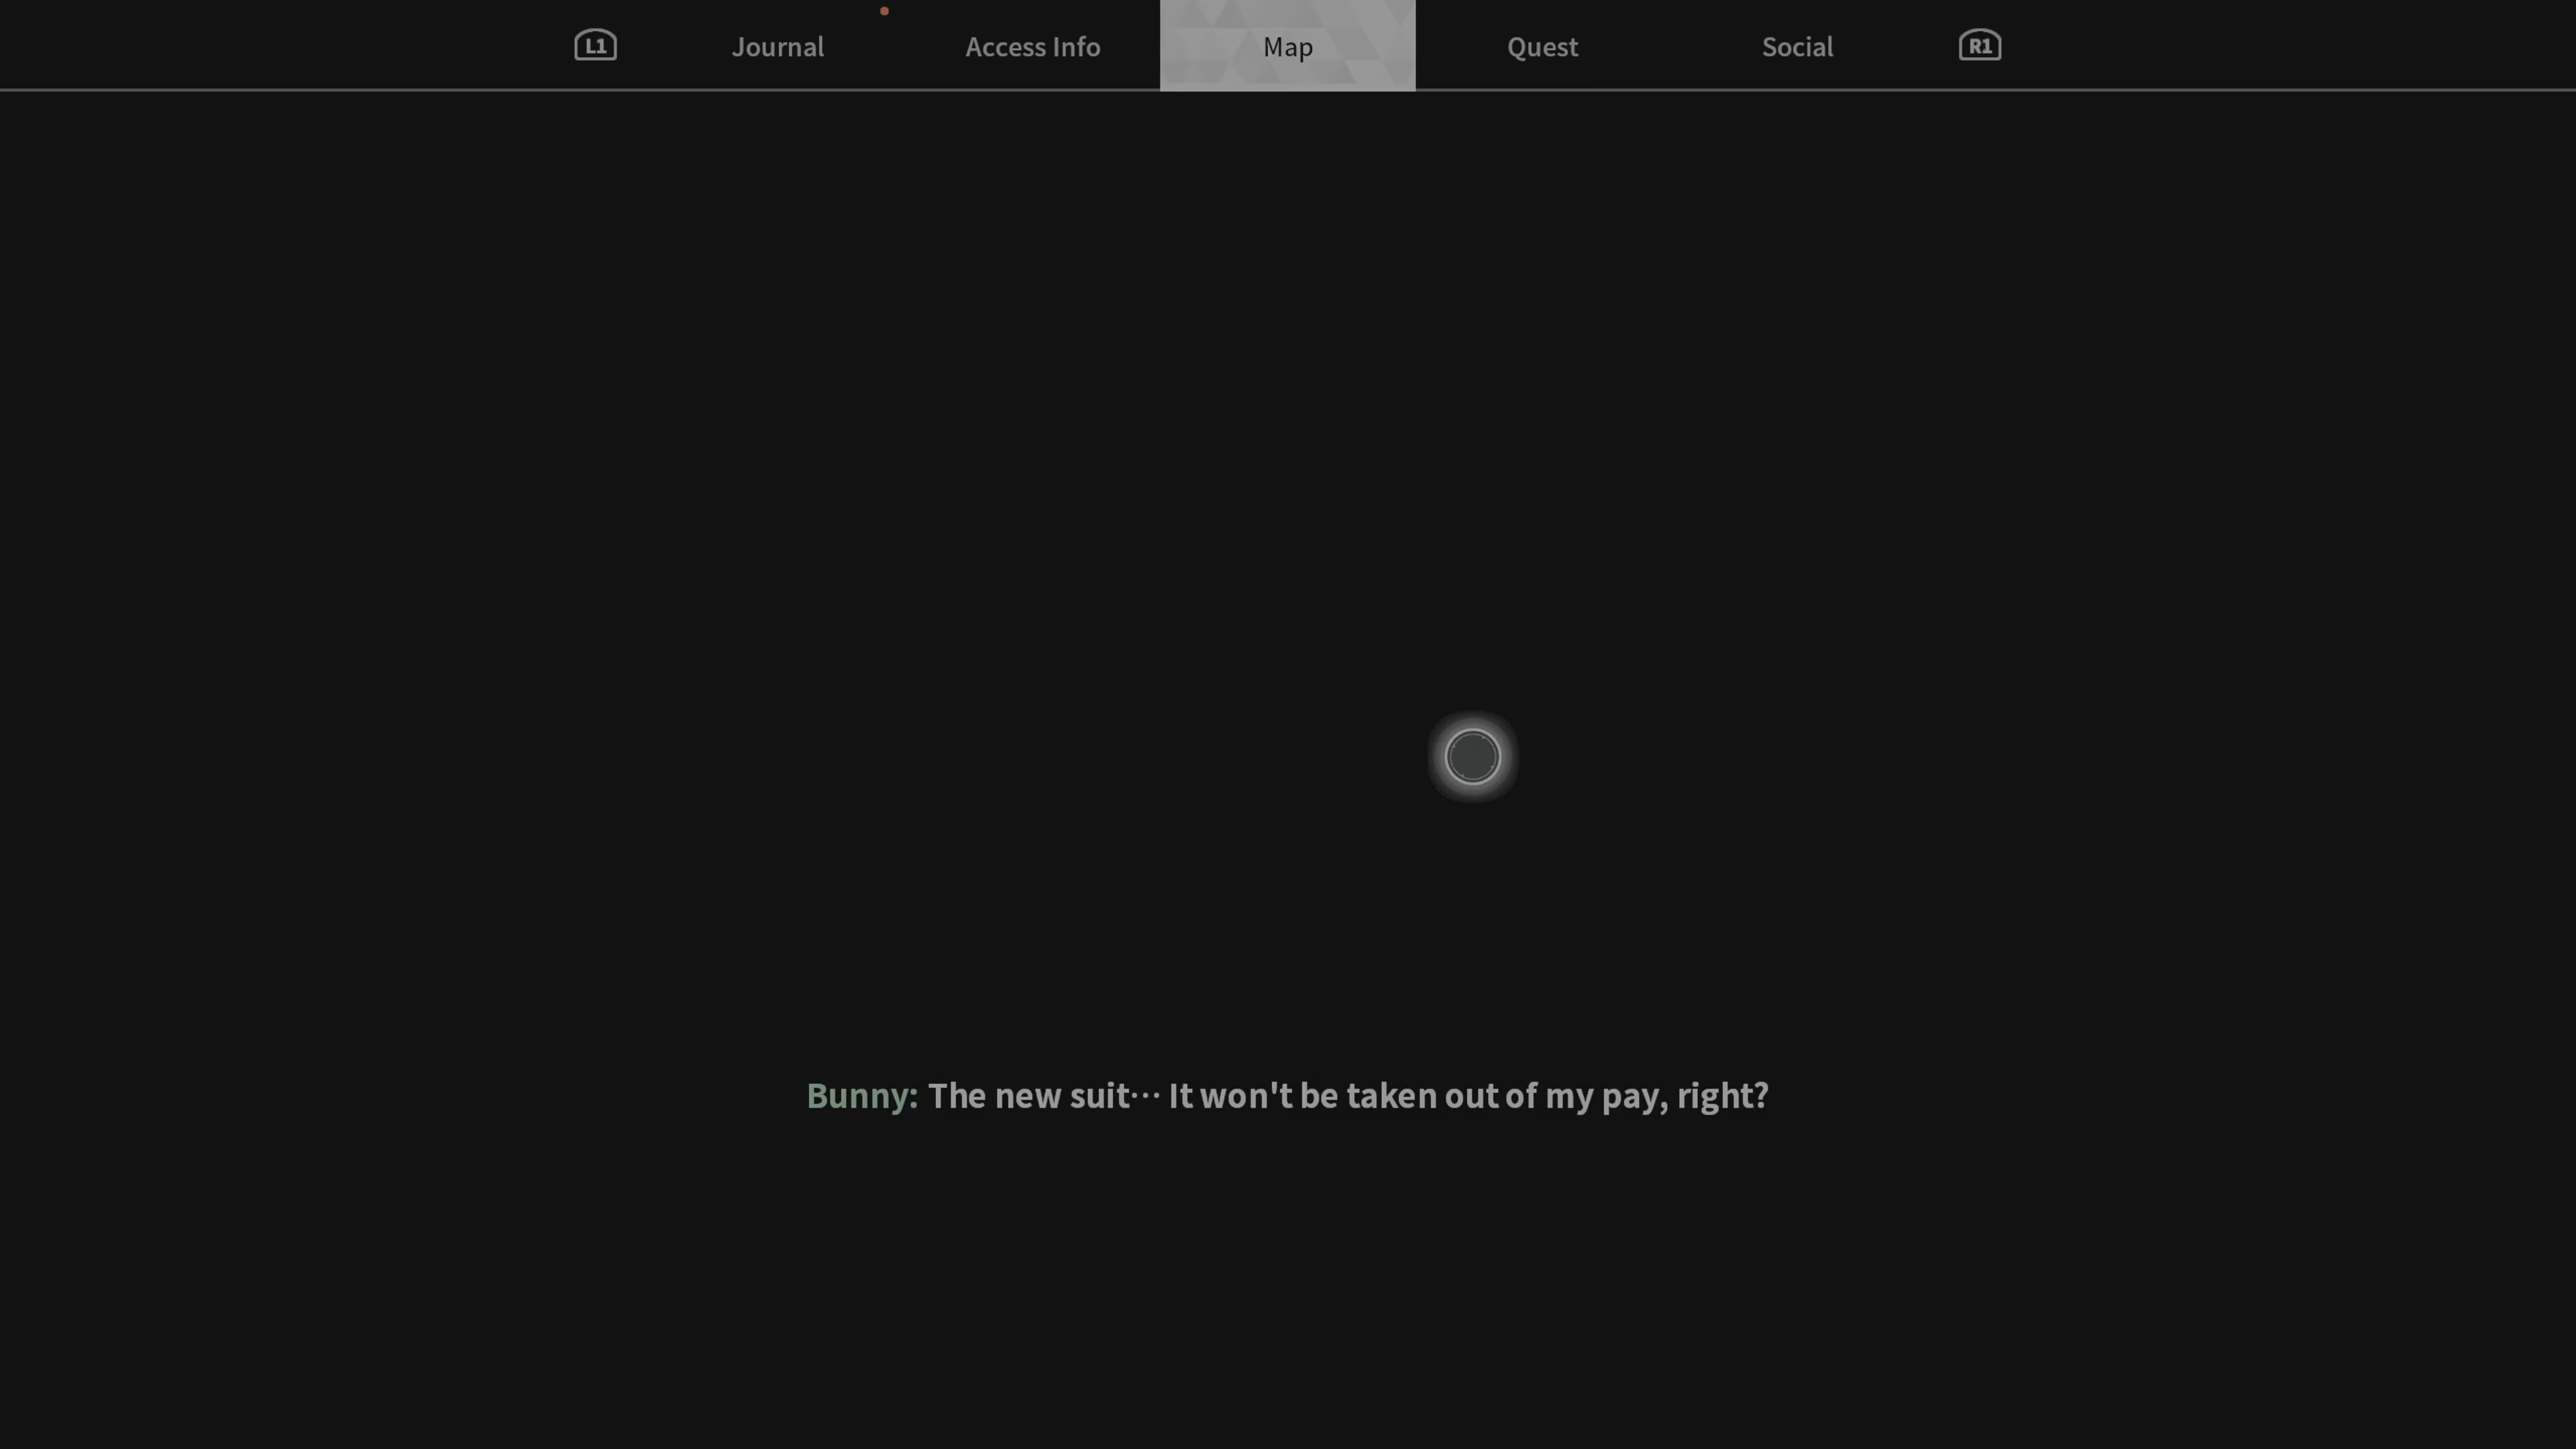 L1 Journal Access Info Map Quest Social R1
Bunny: The new suit··· It won't be taken out of my pay, right?